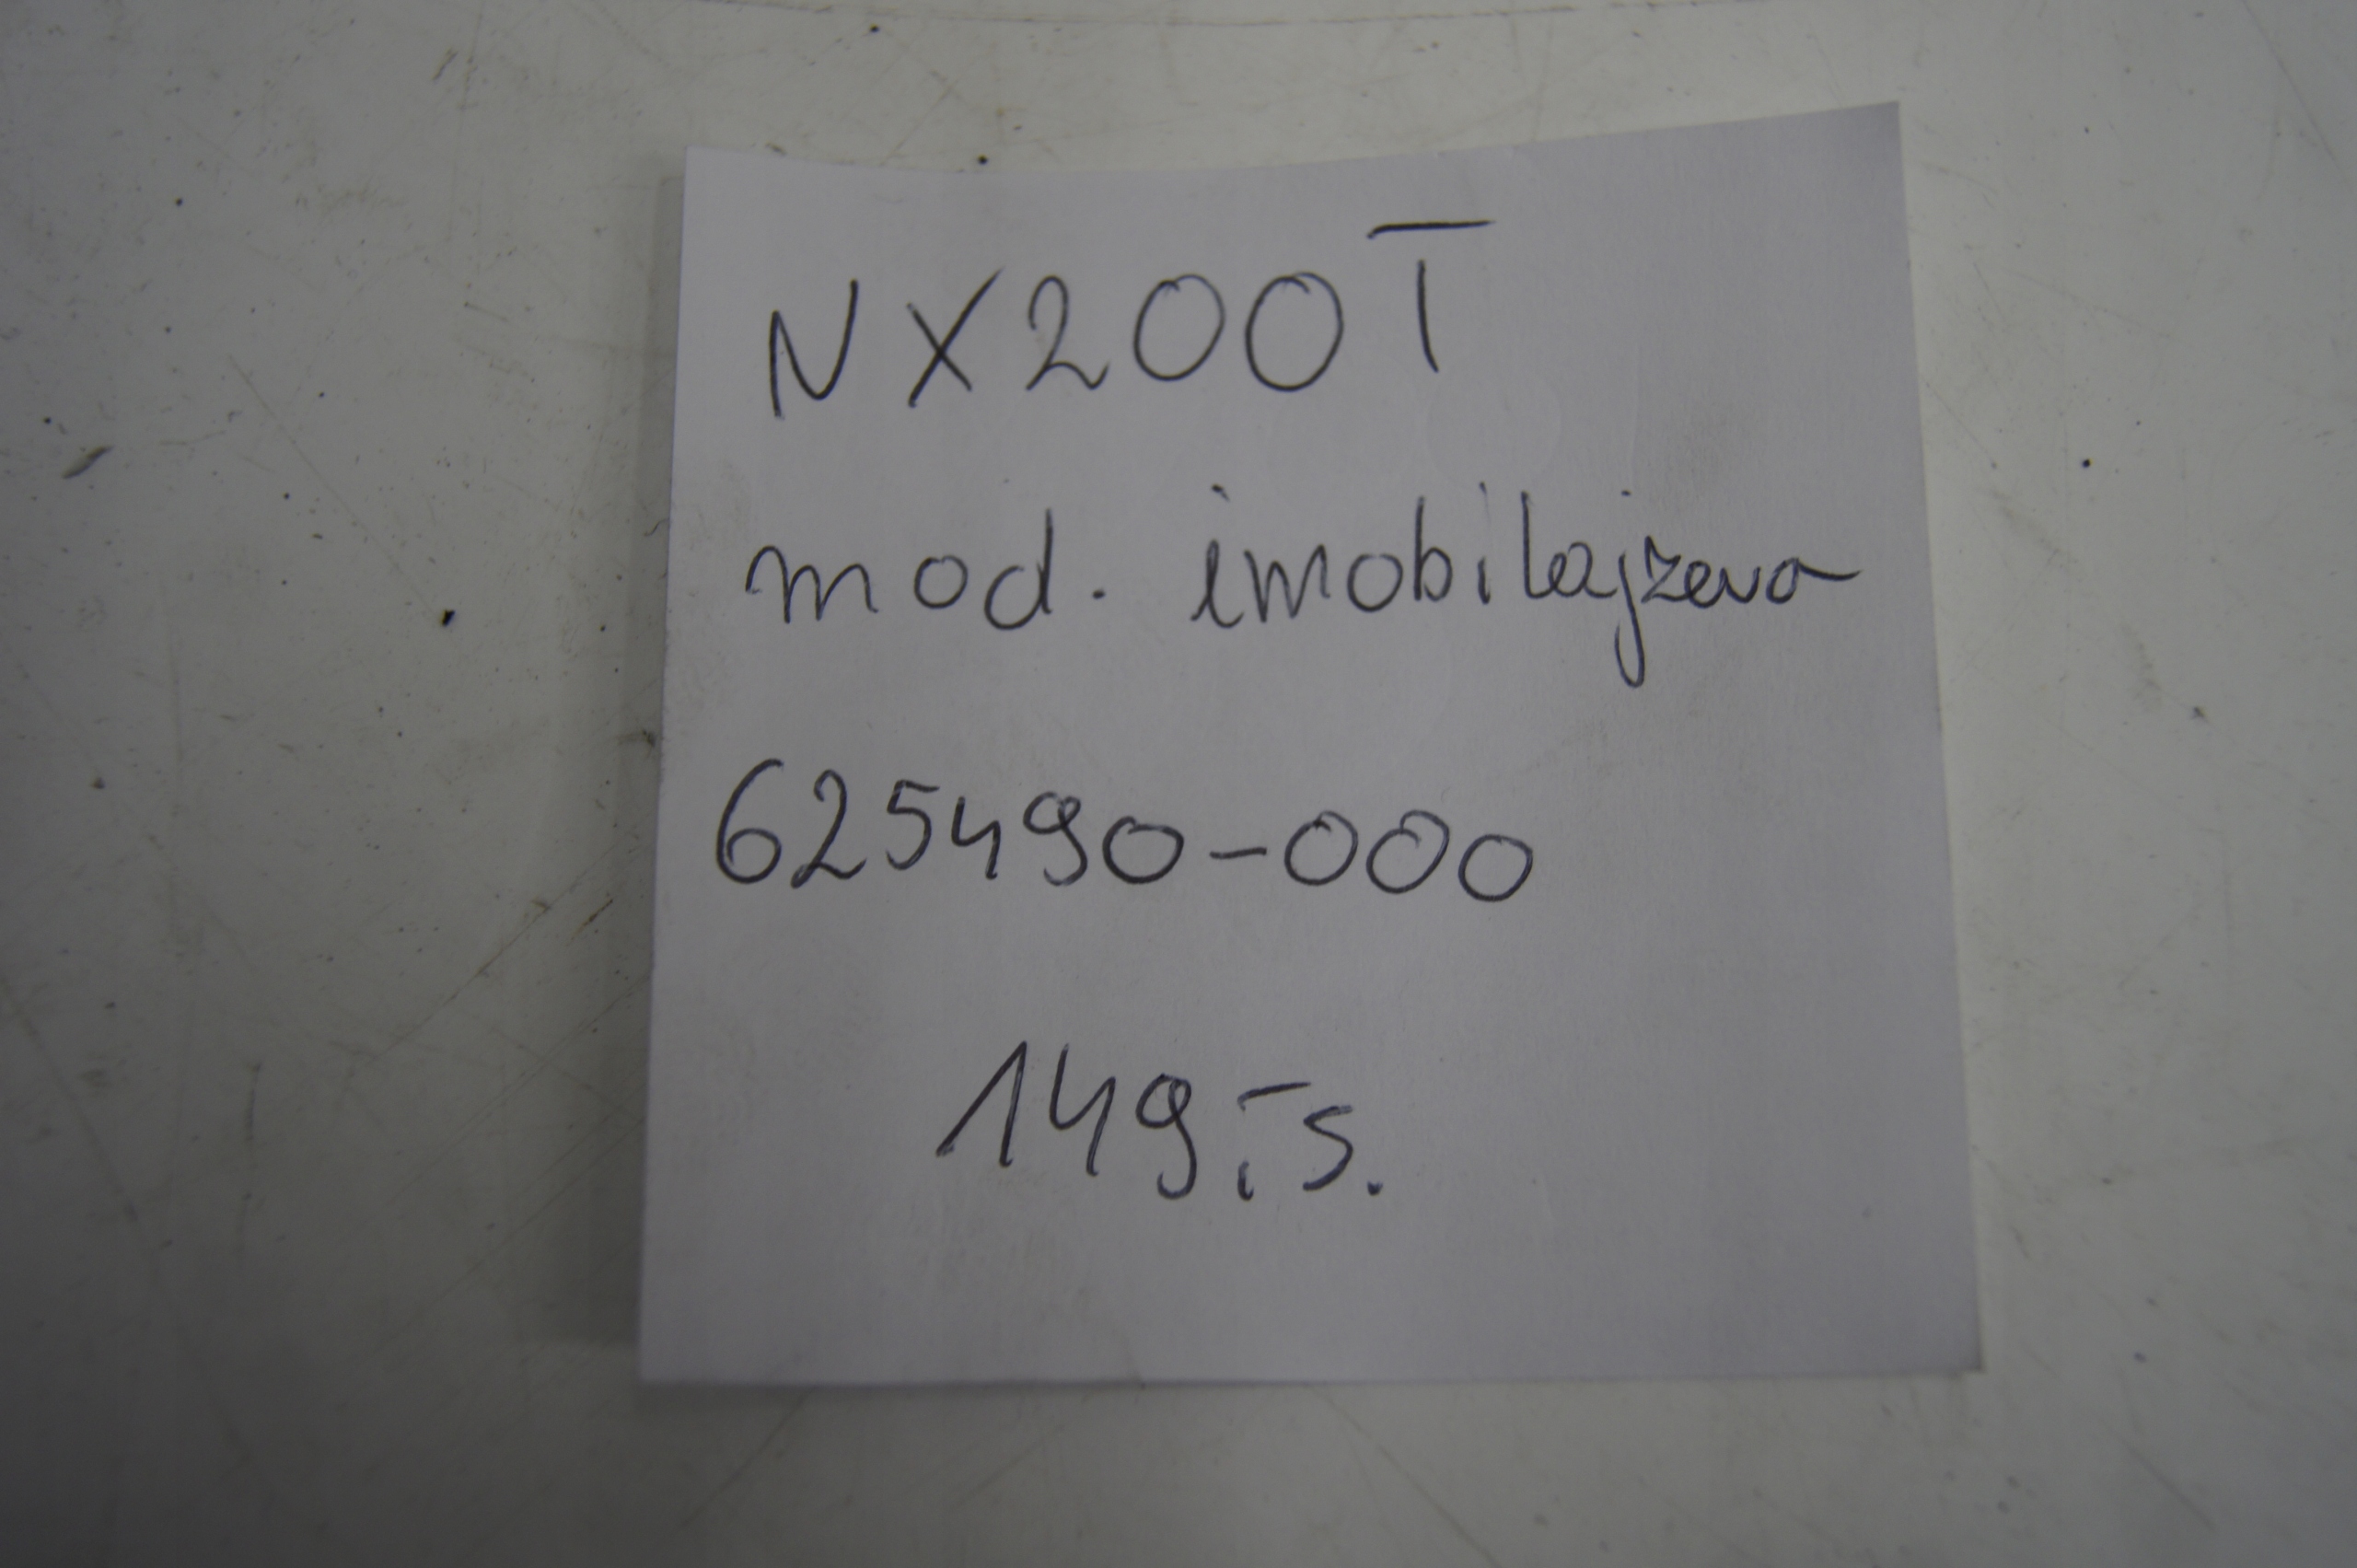 NX200T
mod. imobilajzera
625490-000
149,- s.